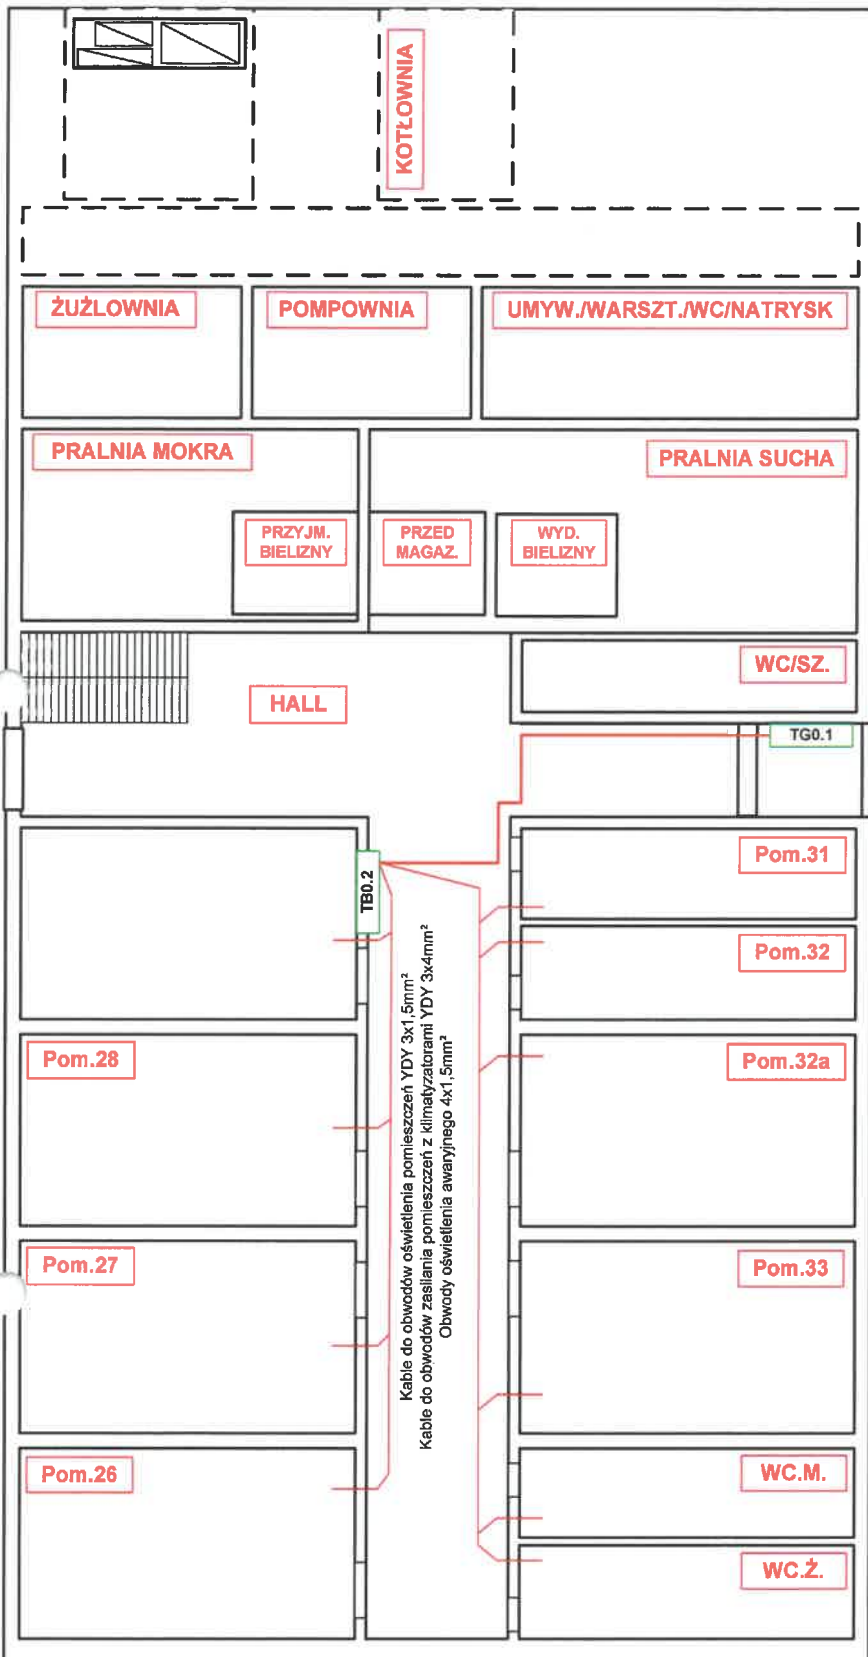 KOTŁOWNIA
ŻUŻLOWNIA
POMPOWNIA
UMYW./WARSZT./WC/NATRYSK
PRALNIA MOKRA
PRALNIA SUCHA
PRZYJM.
BIELIZNY
PRZED
MAGAZ.
WYD.
BIELIZNY
WC/SZ.
HALL
TG0.1
TB0.2
Pom.31
Pom.32
Pom.28
Pom.32a
Kable do obwodów oświetlenia pomieszczeń YDY 3x1,5mm²
Kable do obwodów zasilania pomieszczeń z klimatyzatorami YDY 3x4mm²
Obwody oświetlenia awaryjnego 4x1,5mm²
Pom.27
Pom.33
Pom.26
WC.M.
WC.Ż.